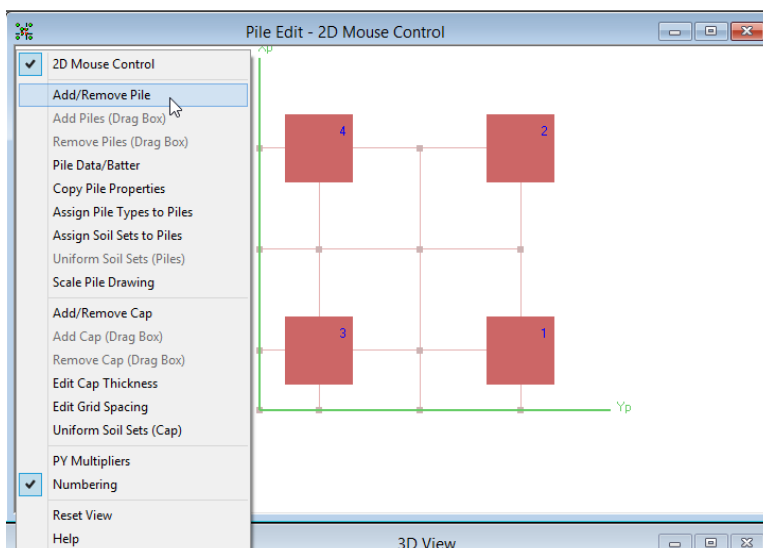 Pile Edit - 2D Mouse Control
2D Mouse Control
Add/Remove Pile
Add Piles (Drag Box)
Remove Piles (Drag Box)
Pile Data/Batter
Copy Pile Properties
Assign Pile Types to Piles
Assign Soil Sets to Piles
Uniform Soil Sets (Piles)
Scale Pile Drawing
Add/Remove Cap
Add Cap (Drag Box)
Remove Cap (Drag Box)
Edit Cap Thickness
Edit Grid Spacing
Uniform Soil Sets (Cap)
PY Multipliers
Numbering
Reset View
Help
Xp
4
2
3
1
Yp
3D View